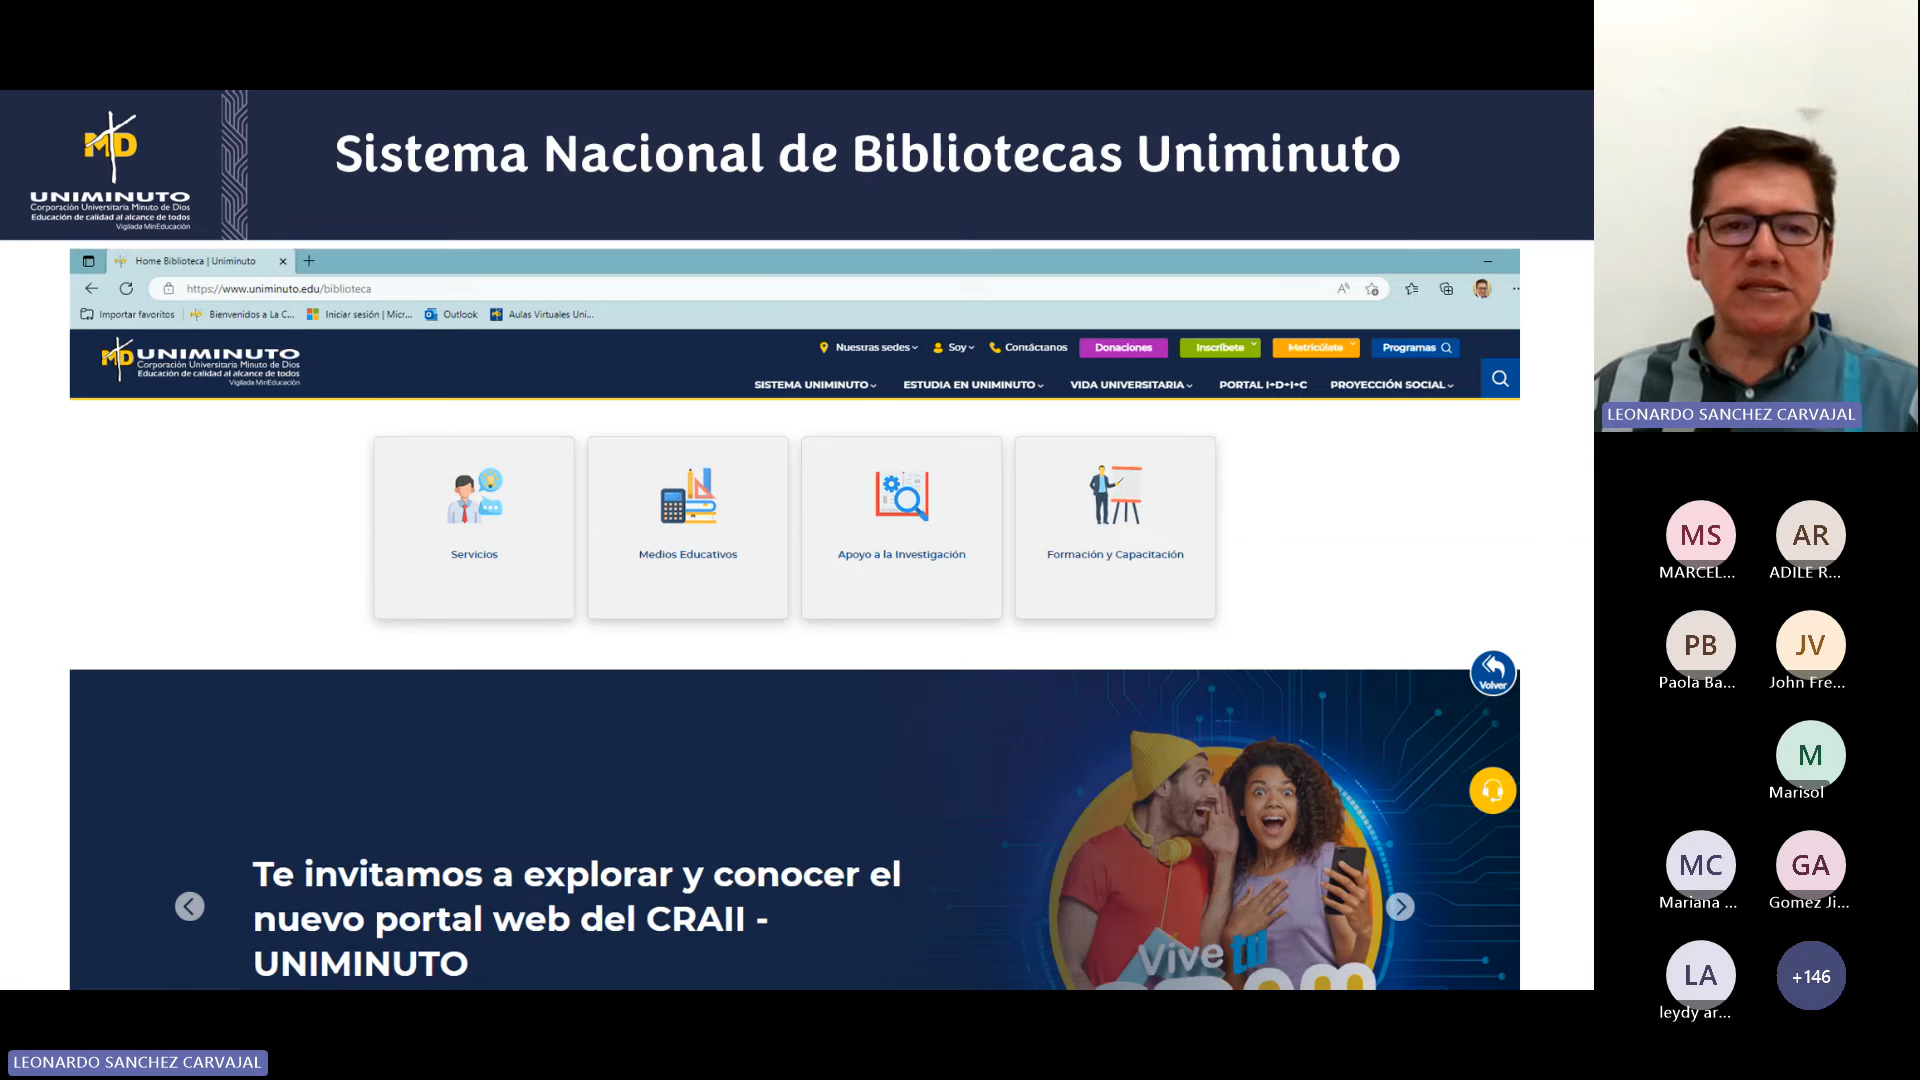 Sistema Nacional de Bibliotecas Uniminuto
MD
UNIMINUTO
Corporación Universitaria Minuto de Dios
Educación de calidad al alcance de todos
Vigilada MinEducación
Home Biblioteca | Uniminuto
https://www.uniminuto.edu/biblioteca
Importar favoritos
Bienvenidos a La C...
Iniciar sesión | Micr...
Outlook
Aulas Virtuales Uni...
MD UNIMINUTO
Corporación Universitaria Minuto de Dios
Educación de calidad al alcance de todos
Vigilada MinEducación
Nuestras sedes
Soy
Contáctanos
Donaciones
Inscríbete
Matricúlate
Programas
SISTEMA UNIMINUTO
ESTUDIA EN UNIMINUTO
VIDA UNIVERSITARIA
PORTAL I+D+I+C
PROYECCIÓN SOCIAL
Servicios
Medios Educativos
Apoyo a la Investigación
Formación y Capacitación
Volver
Te invitamos a explorar y conocer el
nuevo portal web del CRAII -
UNIMINUTO
Vive tu
LEONARDO SANCHEZ CARVAJAL
MS
MARCEL...
AR
ADILE R...
PB
Paola Ba...
JV
John Fre...
M
Marisol
MC
Mariana ...
GA
Gomez Ji...
LA
leydy ar...
+146
LEONARDO SANCHEZ CARVAJAL